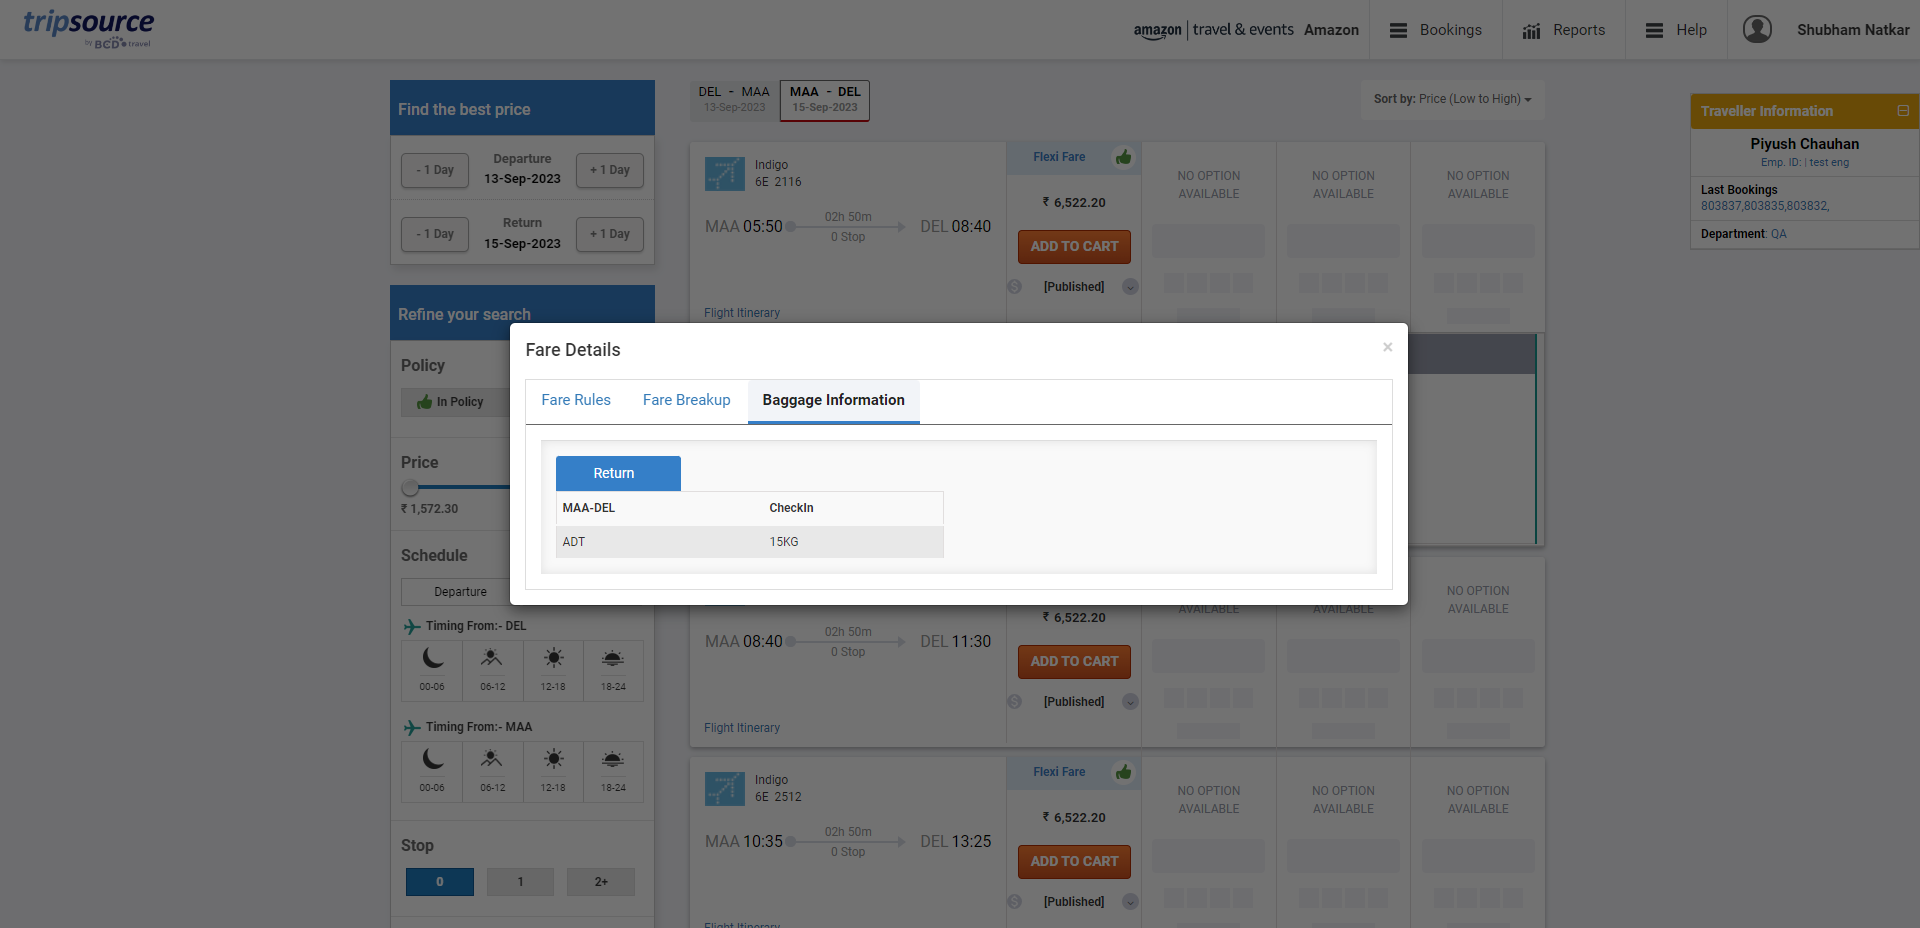 tripsource
by BCD travel
amazon | travel & events Amazon
Bookings
Reports
Help
Shubham Natkar
Find the best price
- 1 Day
Departure
13-Sep-2023
+ 1 Day
- 1 Day
Return
15-Sep-2023
+ 1 Day
Refine your search
Policy
In Policy
Price
₹ 1,572.30
Schedule
Departure
Timing From:- DEL
00-06 06-12 12-18 18-24
Timing From:- MAA
00-06 06-12 12-18 18-24
Stop
0 1 2+
DEL - MAA
13-Sep-2023
MAA - DEL
15-Sep-2023
Sort by: Price (Low to High)
Indigo
6E 2116
MAA 05:50
02h 50m
0 Stop
DEL 08:40
Flight Itinerary
Flexi Fare
₹ 6,522.20
ADD TO CART
[Published]
NO OPTION
AVAILABLE
NO OPTION
AVAILABLE
NO OPTION
AVAILABLE
Fare Details
×
Fare Rules
Fare Breakup
Baggage Information
Return
MAA-DEL CheckIn
ADT 15KG
MAA 08:40
02h 50m
0 Stop
DEL 11:30
Flight Itinerary
₹ 6,522.20
ADD TO CART
[Published]
AVAILABLE
AVAILABLE
NO OPTION
AVAILABLE
Indigo
6E 2512
MAA 10:35
02h 50m
0 Stop
DEL 13:25
Flight Itinerary
Flexi Fare
₹ 6,522.20
ADD TO CART
[Published]
NO OPTION
AVAILABLE
NO OPTION
AVAILABLE
NO OPTION
AVAILABLE
Traveller Information
Piyush Chauhan
Emp. ID: | test eng
Last Bookings
803837,803835,803832,
Department: QA